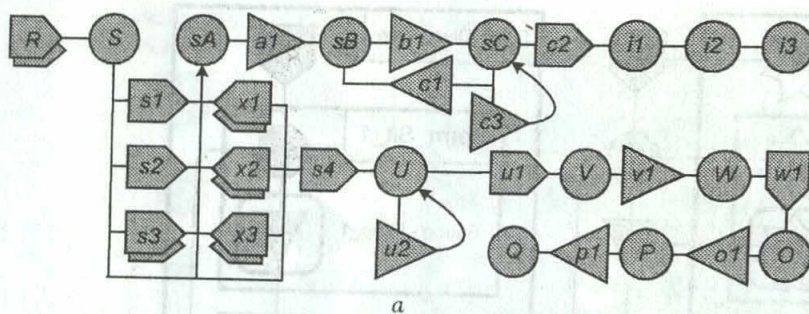 R S sA a1 sB b1 sC c2 i1 i2 i3
c1
c3
s1 x1
s2 x2 s4 U u1 V v1 W w1
s3 x3 u2 Q p1 P o1 O
a